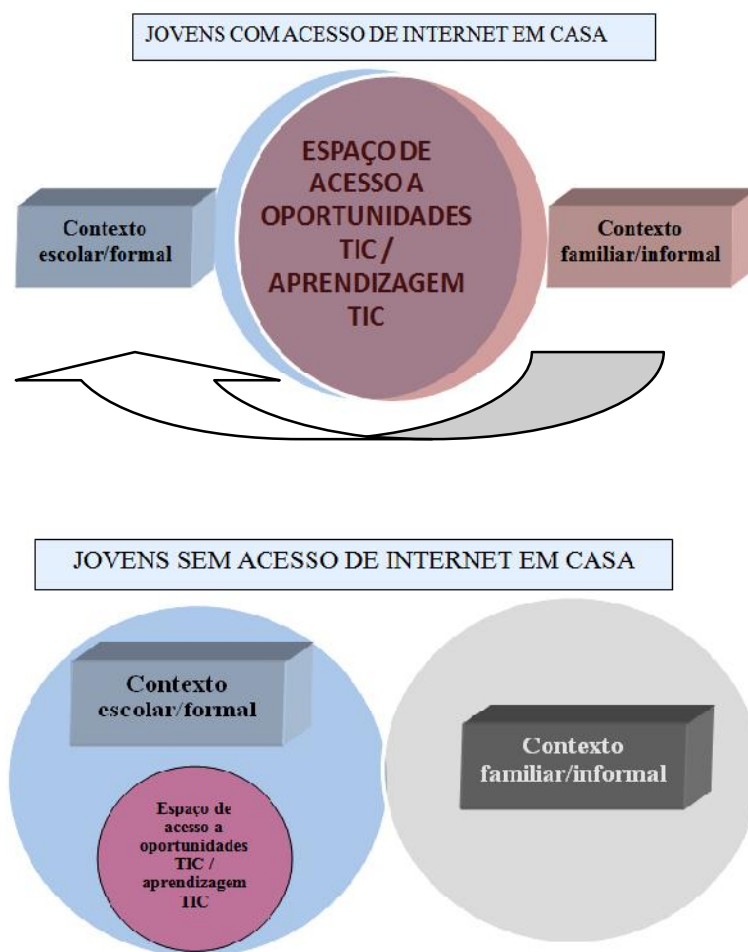 JOVENS COM ACESSO DE INTERNET EM CASA
ESPAÇO DE
ACESSO A
OPORTUNIDADES
TIC /
APRENDIZAGEM
TIC
Contexto
escolar/formal
Contexto
familiar/informal
JOVENS SEM ACESSO DE INTERNET EM CASA
Contexto
escolar/formal
Contexto
familiar/informal
Espaço de
acesso a
oportunidades
TIC /
aprendizagem
TIC